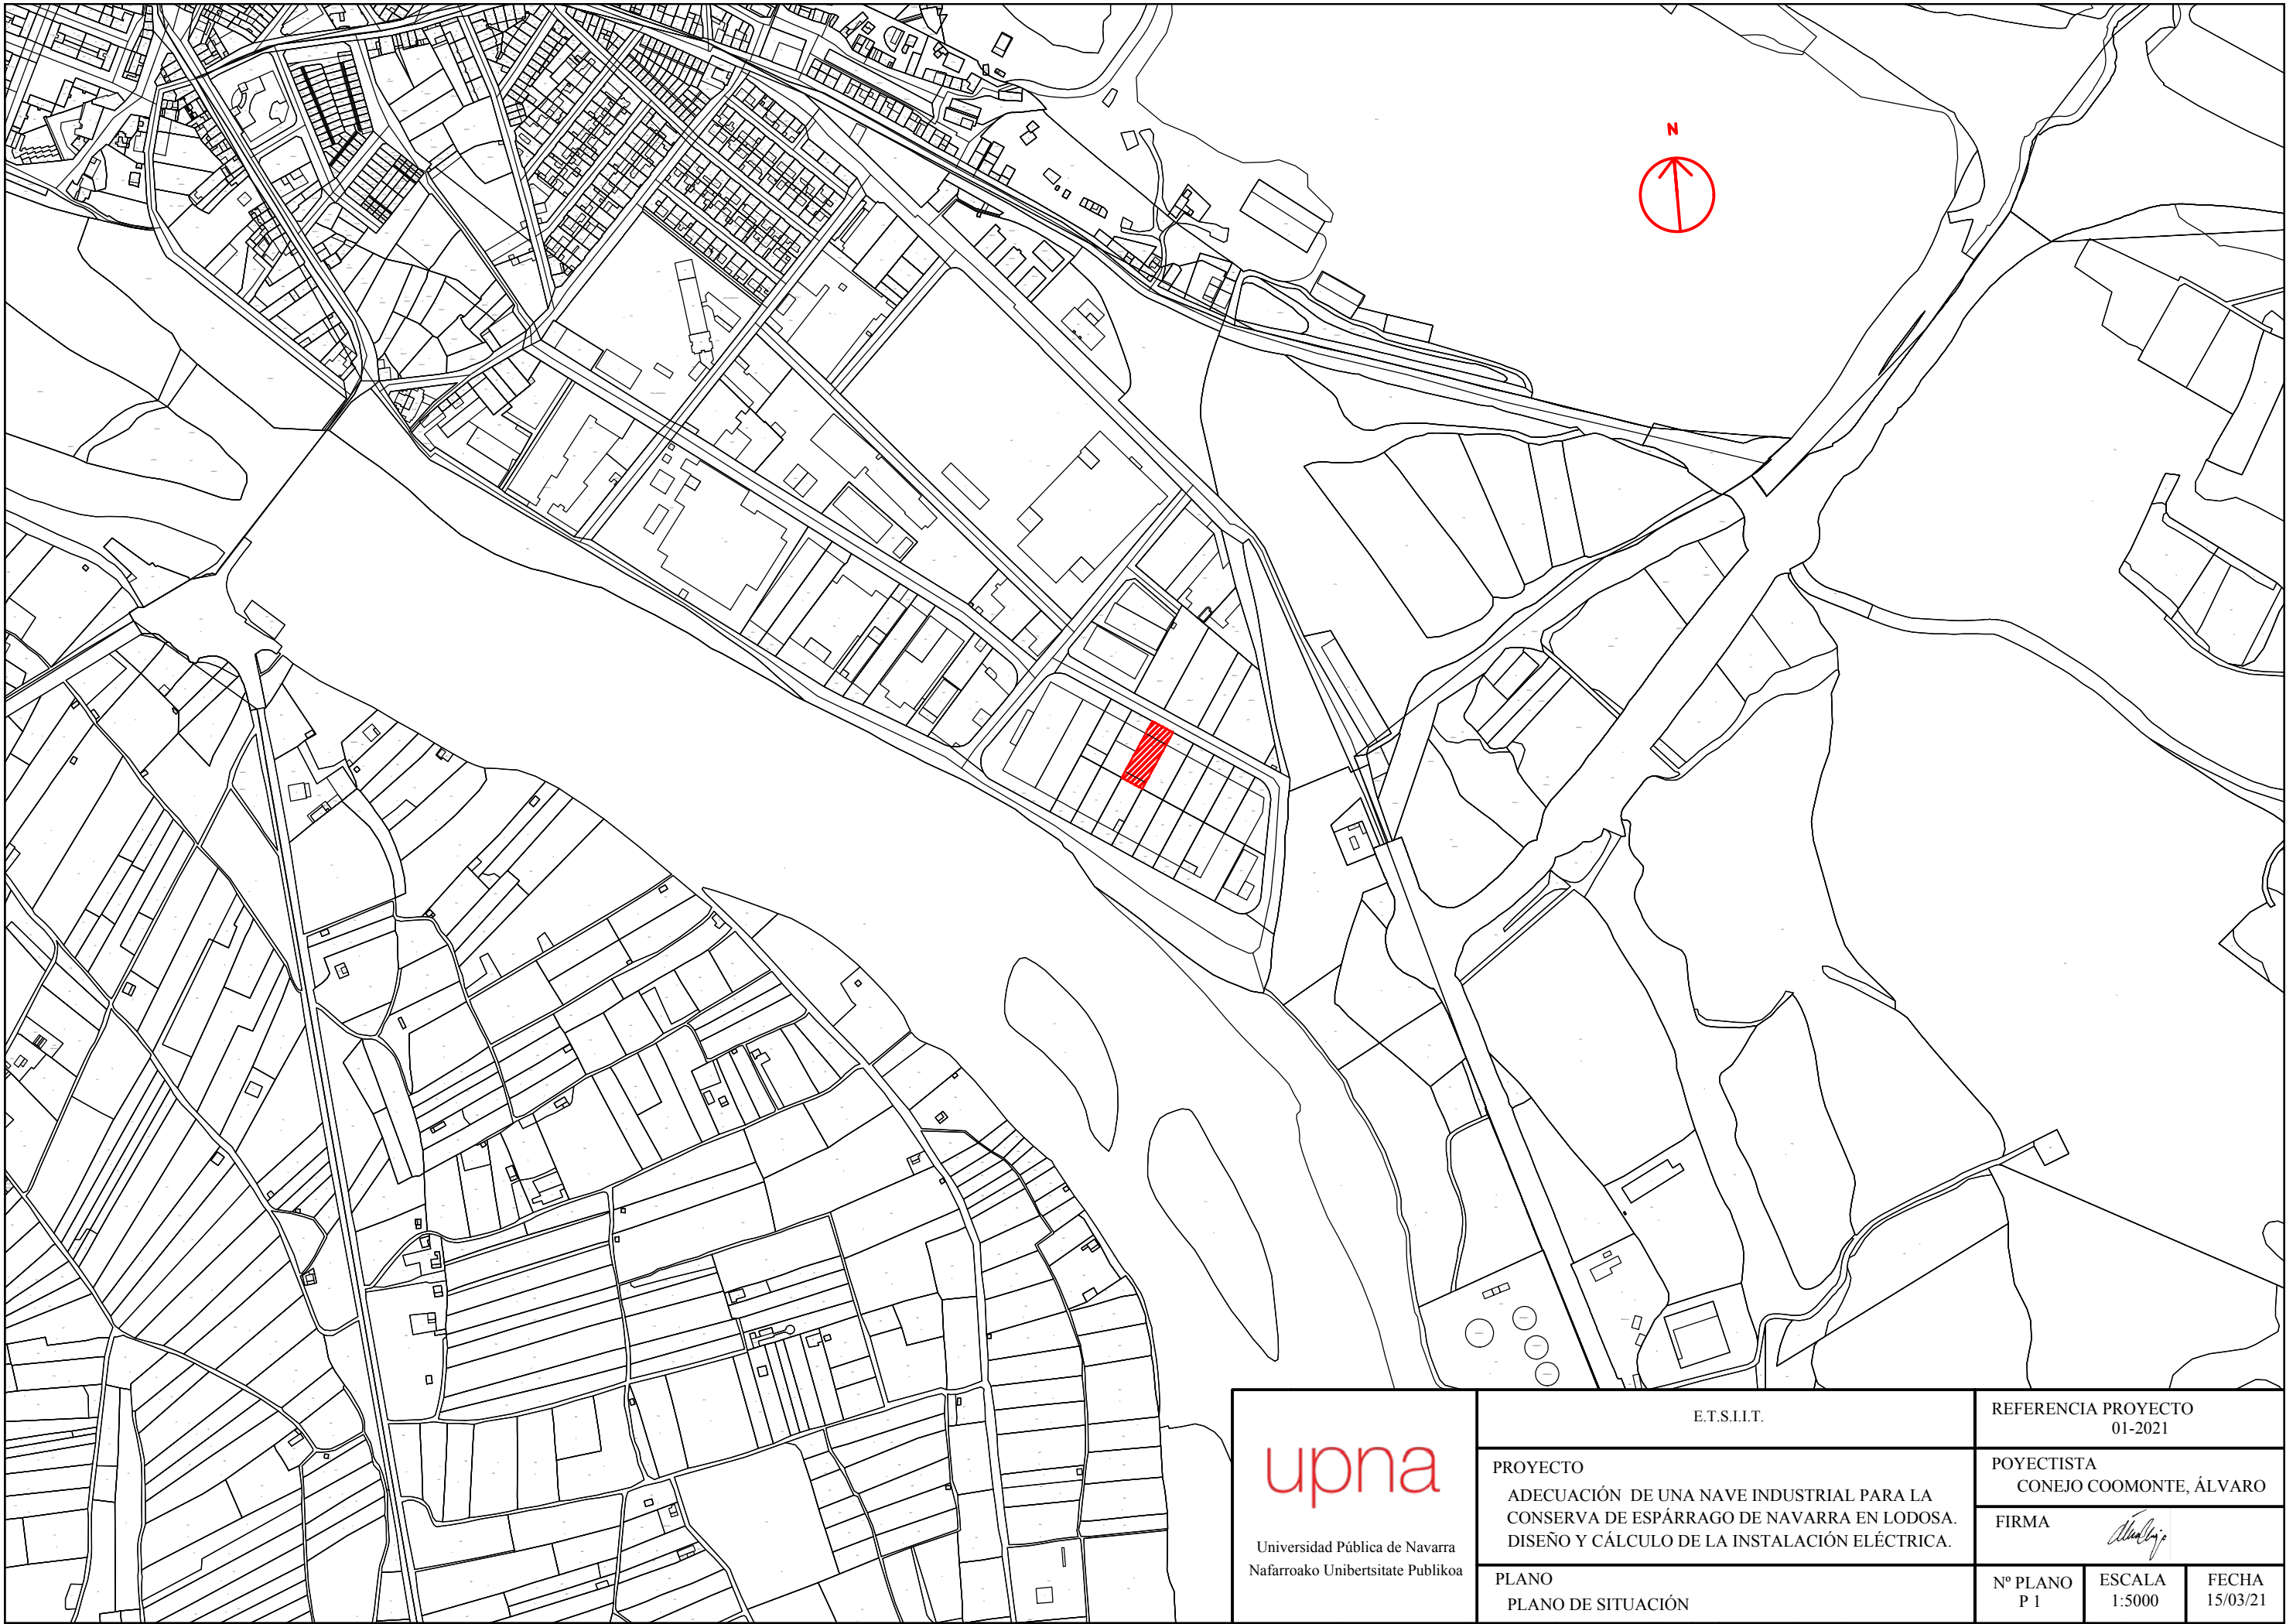 N
upna
Universidad Pública de Navarra
Nafarroako Unibertsitate Publikoa
E.T.S.I.I.T.
PROYECTO
ADECUACIÓN DE UNA NAVE INDUSTRIAL PARA LA
CONSERVA DE ESPÁRRAGO DE NAVARRA EN LODOSA.
DISEÑO Y CÁLCULO DE LA INSTALACIÓN ELÉCTRICA.
PLANO
PLANO DE SITUACIÓN
REFERENCIA PROYECTO
01-2021
POYECTISTA
CONEJO COOMONTE, ÁLVARO
FIRMA
Nº PLANO
P 1
ESCALA
1:5000
FECHA
15/03/21